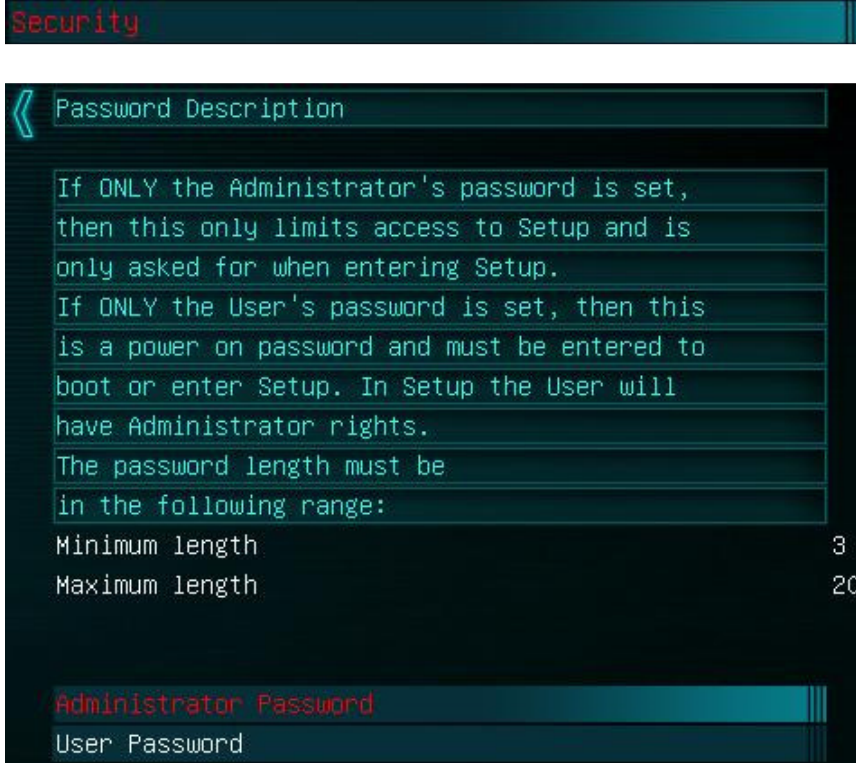 Security
Password Description
If ONLY the Administrator's password is set,
then this only limits access to Setup and is
only asked for when entering Setup.
If ONLY the User's password is set, then this
is a power on password and must be entered to
boot or enter Setup. In Setup the User will
have Administrator rights.
The password length must be
in the following range:
Minimum length 3
Maximum length 20
Administrator Password
User Password